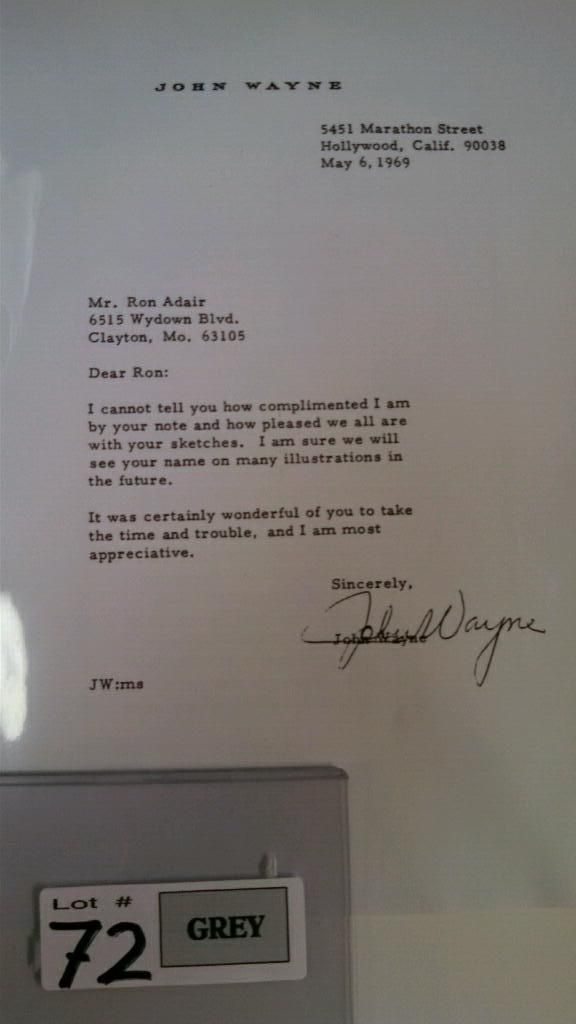 JOHN WAYNE
5451 Marathon Street
Hollywood, Calif. 90038
May 6, 1969
Mr. Ron Adair
6515 Wydown Blvd.
Clayton, Mo. 63105
Dear Ron:
I cannot tell you how complimented I am
by your note and how pleased we all are
with your sketches. I am sure we will
see your name on many illustrations in
the future.
It was certainly wonderful of you to take
the time and trouble, and I am most
appreciative.
Sincerely,
John Wayne
John Wayne
JW:ms
Lot #
72
GREY